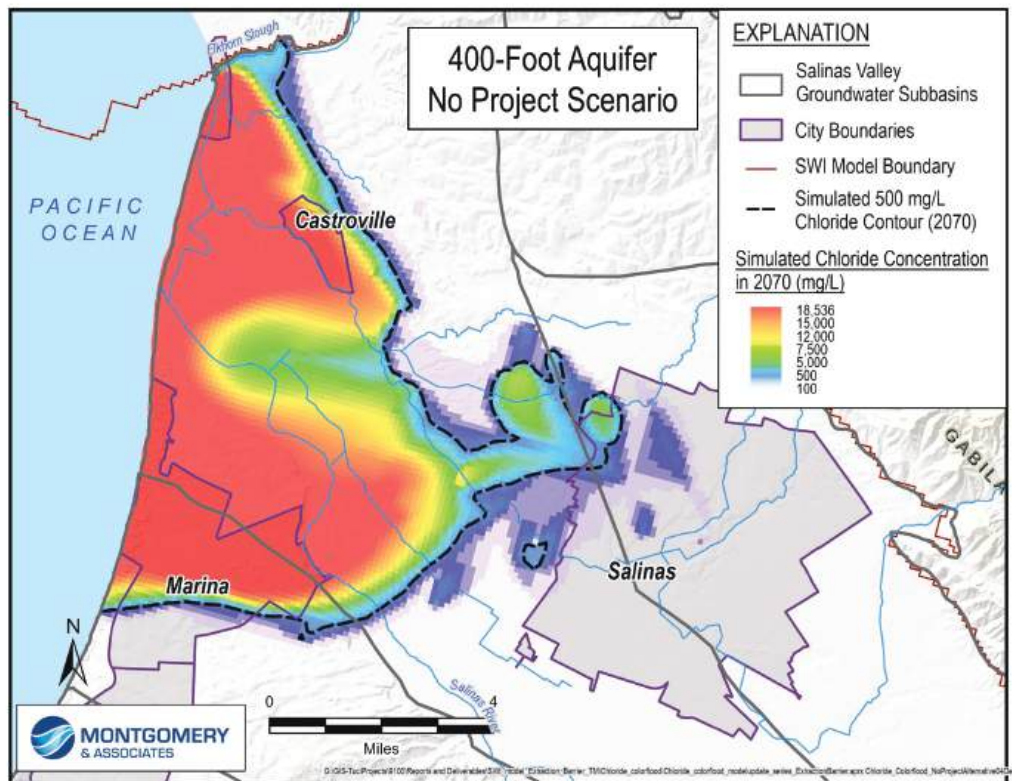 Elkhorn Slough
400-Foot Aquifer
No Project Scenario
EXPLANATION
Salinas Valley
Groundwater Subbasins
City Boundaries
SWI Model Boundary
Simulated 500 mg/L
Chloride Contour (2070)
Simulated Chloride Concentration
in 2070 (mg/L)
18,536
15,000
12,000
7,500
5,000
500
100
PACIFIC
OCEAN
Castroville
GABILA
Salinas
Marina
N
0 4
Miles
Salinas River
MONTGOMERY
& ASSOCIATES